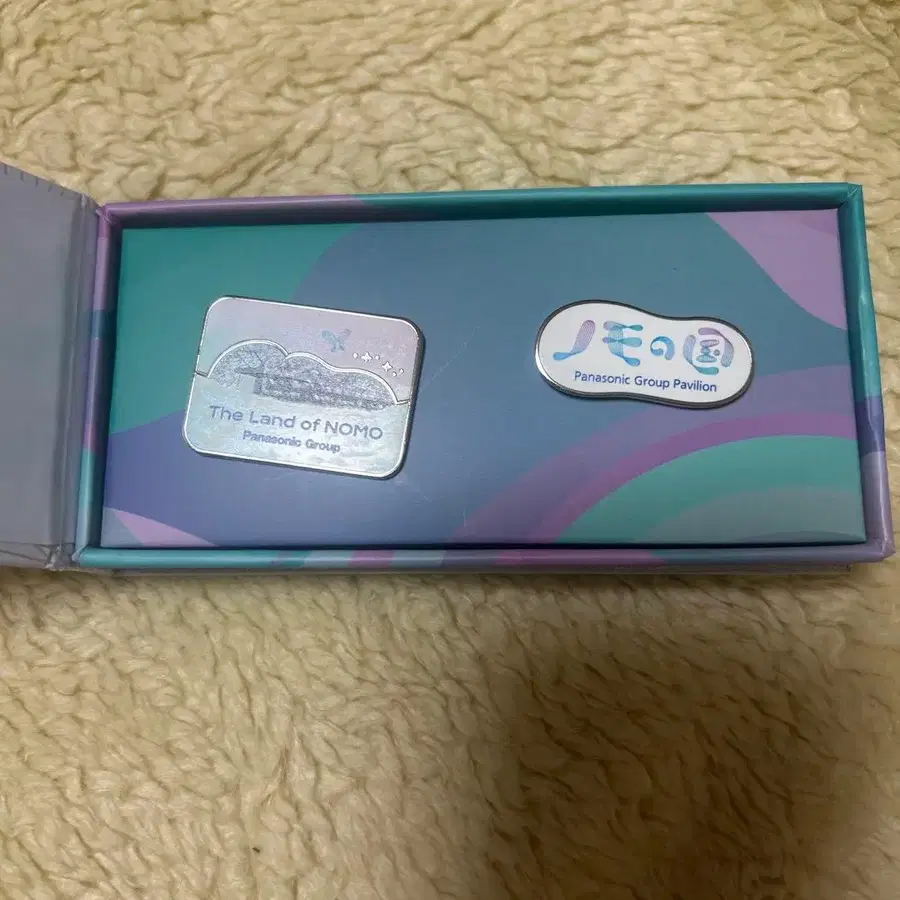 The Land of NOMO
Panasonic Group
ノモの国
Panasonic Group Pavilion